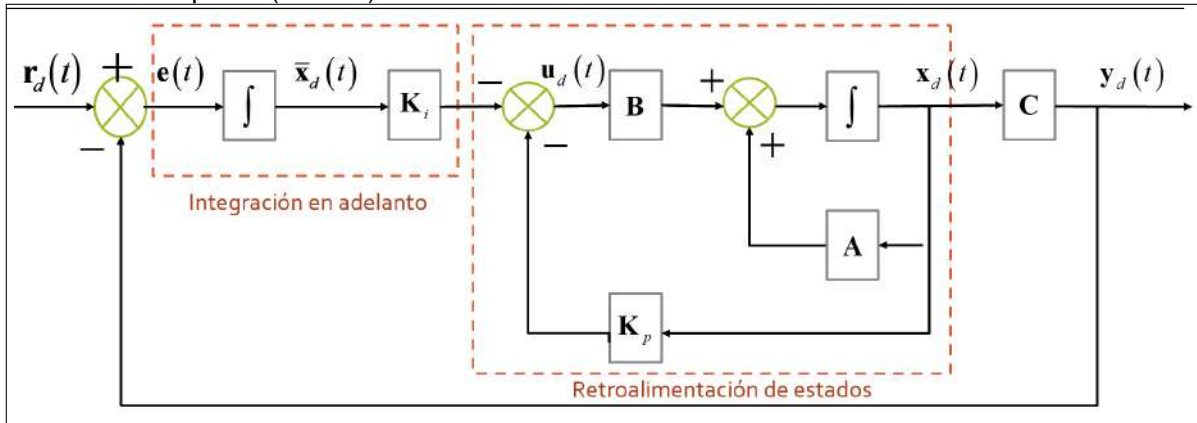 r_d(t)
+
−
e(t)
∫
x̄_d(t)
K_i
−
−
u_d(t)
B
+
+
∫
x_d(t)
C
y_d(t)
Integración en adelanto
A
K_p
Retroalimentación de estados